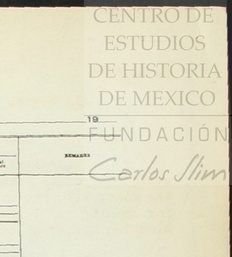 CENTRO DE
ESTUDIOS
DE HISTORIA
DE MEXICO
19
FUNDACIÓN
REMARKS
Carlos Slim